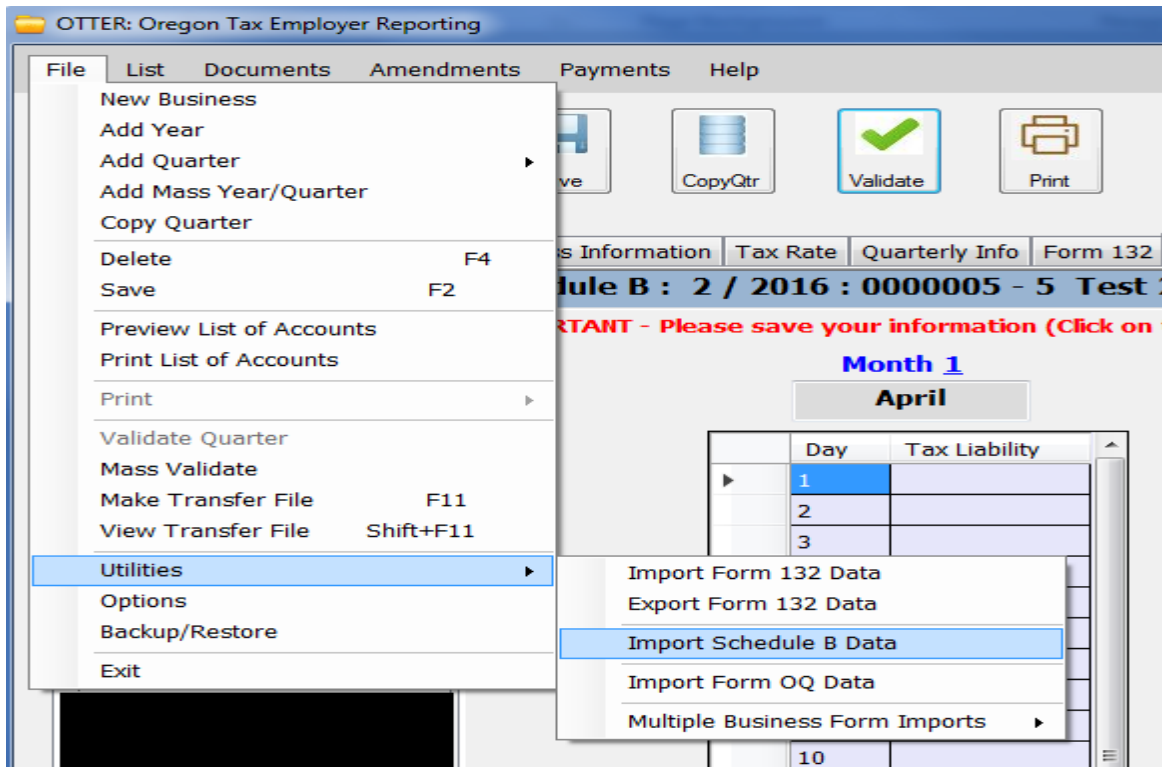 OTTER: Oregon Tax Employer Reporting
File List Documents Amendments Payments Help
New Business
Add Year
Add Quarter
Add Mass Year/Quarter
Copy Quarter
Delete F4
Save F2
Preview List of Accounts
Print List of Accounts
Print
Validate Quarter
Mass Validate
Make Transfer File F11
View Transfer File Shift+F11
Utilities
Options
Backup/Restore
Exit
Import Form 132 Data
Export Form 132 Data
Import Schedule B Data
Import Form OQ Data
Multiple Business Form Imports
ve CopyQtr Validate Print
s Information Tax Rate Quarterly Info Form 132
dule B : 2 / 2016 : 0000005 - 5 Test
RTANT - Please save your information (Click on
Month 1
April
Day Tax Liability
1
2
3
10